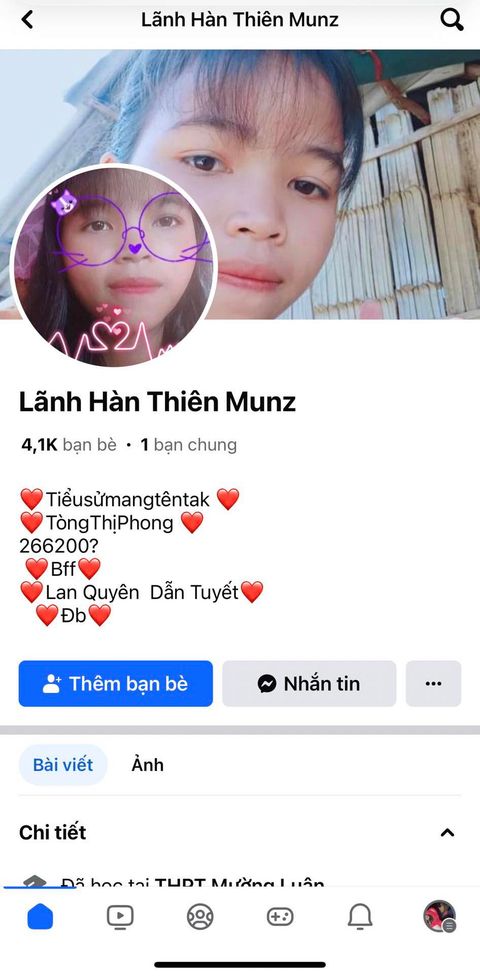 Lãnh Hàn Thiên Munz
Lãnh Hàn Thiên Munz
4,1K bạn bè • 1 bạn chung
❤️Tiểusửmangtêntak ❤️
❤️TòngThịPhong ❤️
266200?
❤️Bff❤️
❤️Lan Quyên Dẫn Tuyết❤️
❤️Đb❤️
Thêm bạn bè
Nhắn tin
Bài viết
Ảnh
Chi tiết
Đã học tại THPT Mường Luân